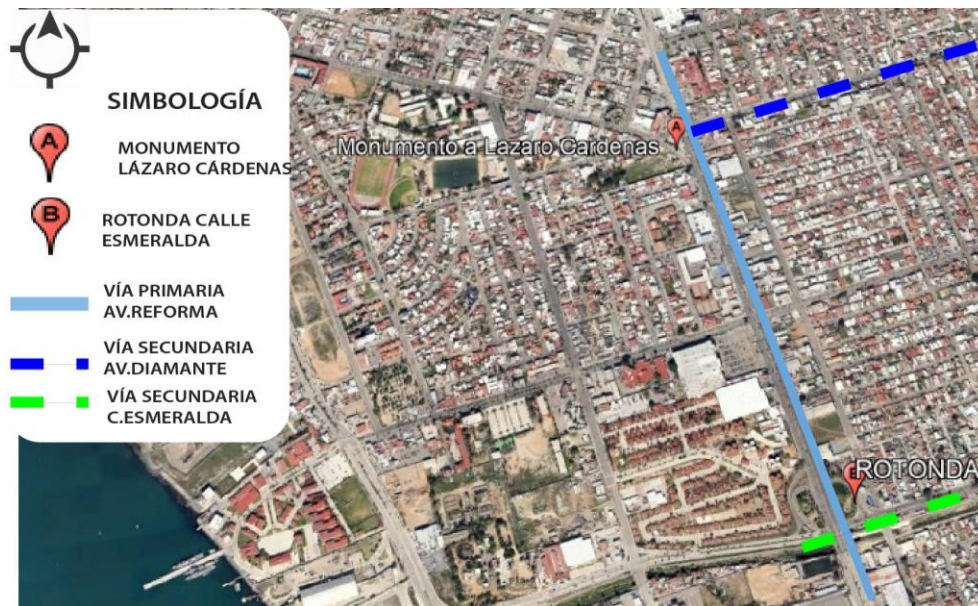 SIMBOLOGÍA
A
MONUMENTO
LÁZARO CÁRDENAS
B
ROTONDA CALLE
ESMERALDA
VÍA PRIMARIA
AV.REFORMA
VÍA SECUNDARIA
AV.DIAMANTE
VÍA SECUNDARIA
C.ESMERALDA
A
Monumento a Lazaro Cardenas
ROTONDA